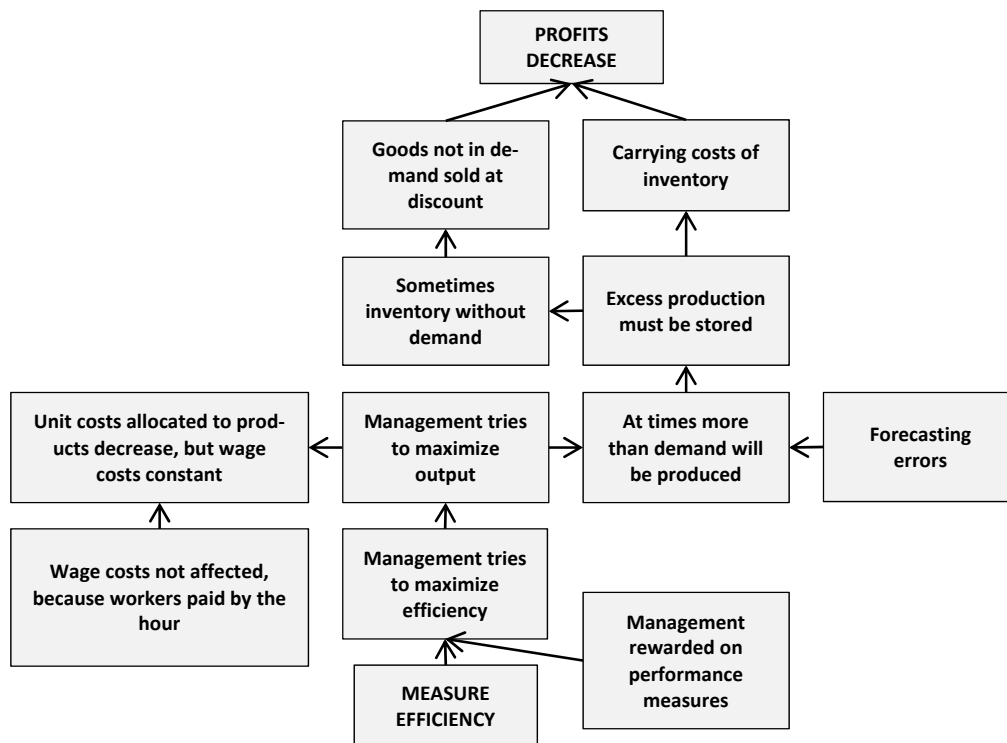 PROFITS
DECREASE
Goods not in de-
mand sold at
discount
Carrying costs of
inventory
Sometimes
inventory without
demand
Excess production
must be stored
Unit costs allocated to prod-
ucts decrease, but wage
costs constant
Management tries
to maximize
output
At times more
than demand will
be produced
Forecasting
errors
Wage costs not affected,
because workers paid by the
hour
Management tries
to maximize
efficiency
Management
rewarded on
performance
measures
MEASURE
EFFICIENCY